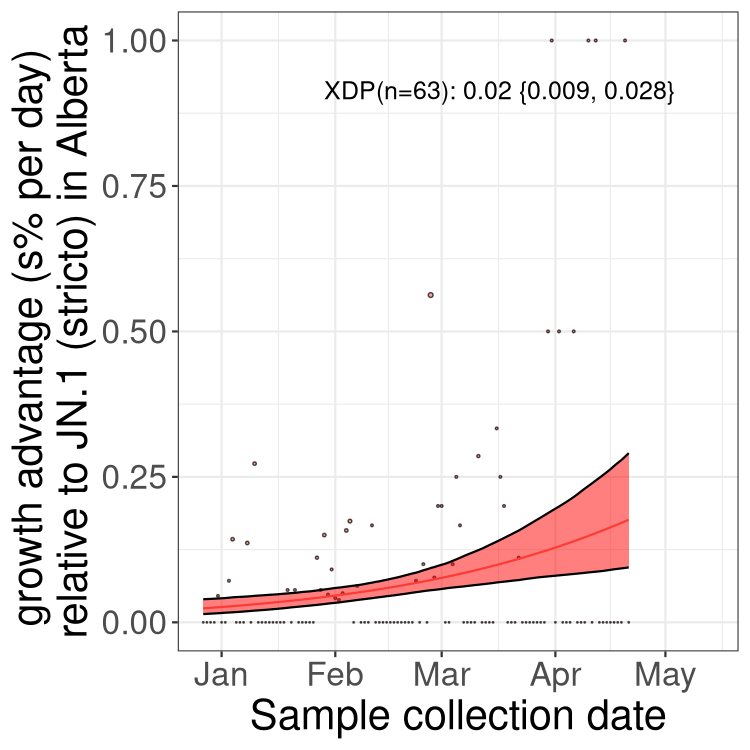 growth advantage (s% per day)
relative to JN.1 (stricto) in Alberta
1.00
0.75
0.50
0.25
0.00
XDP(n=63): 0.02 {0.009, 0.028}
Jan Feb Mar Apr May
Sample collection date